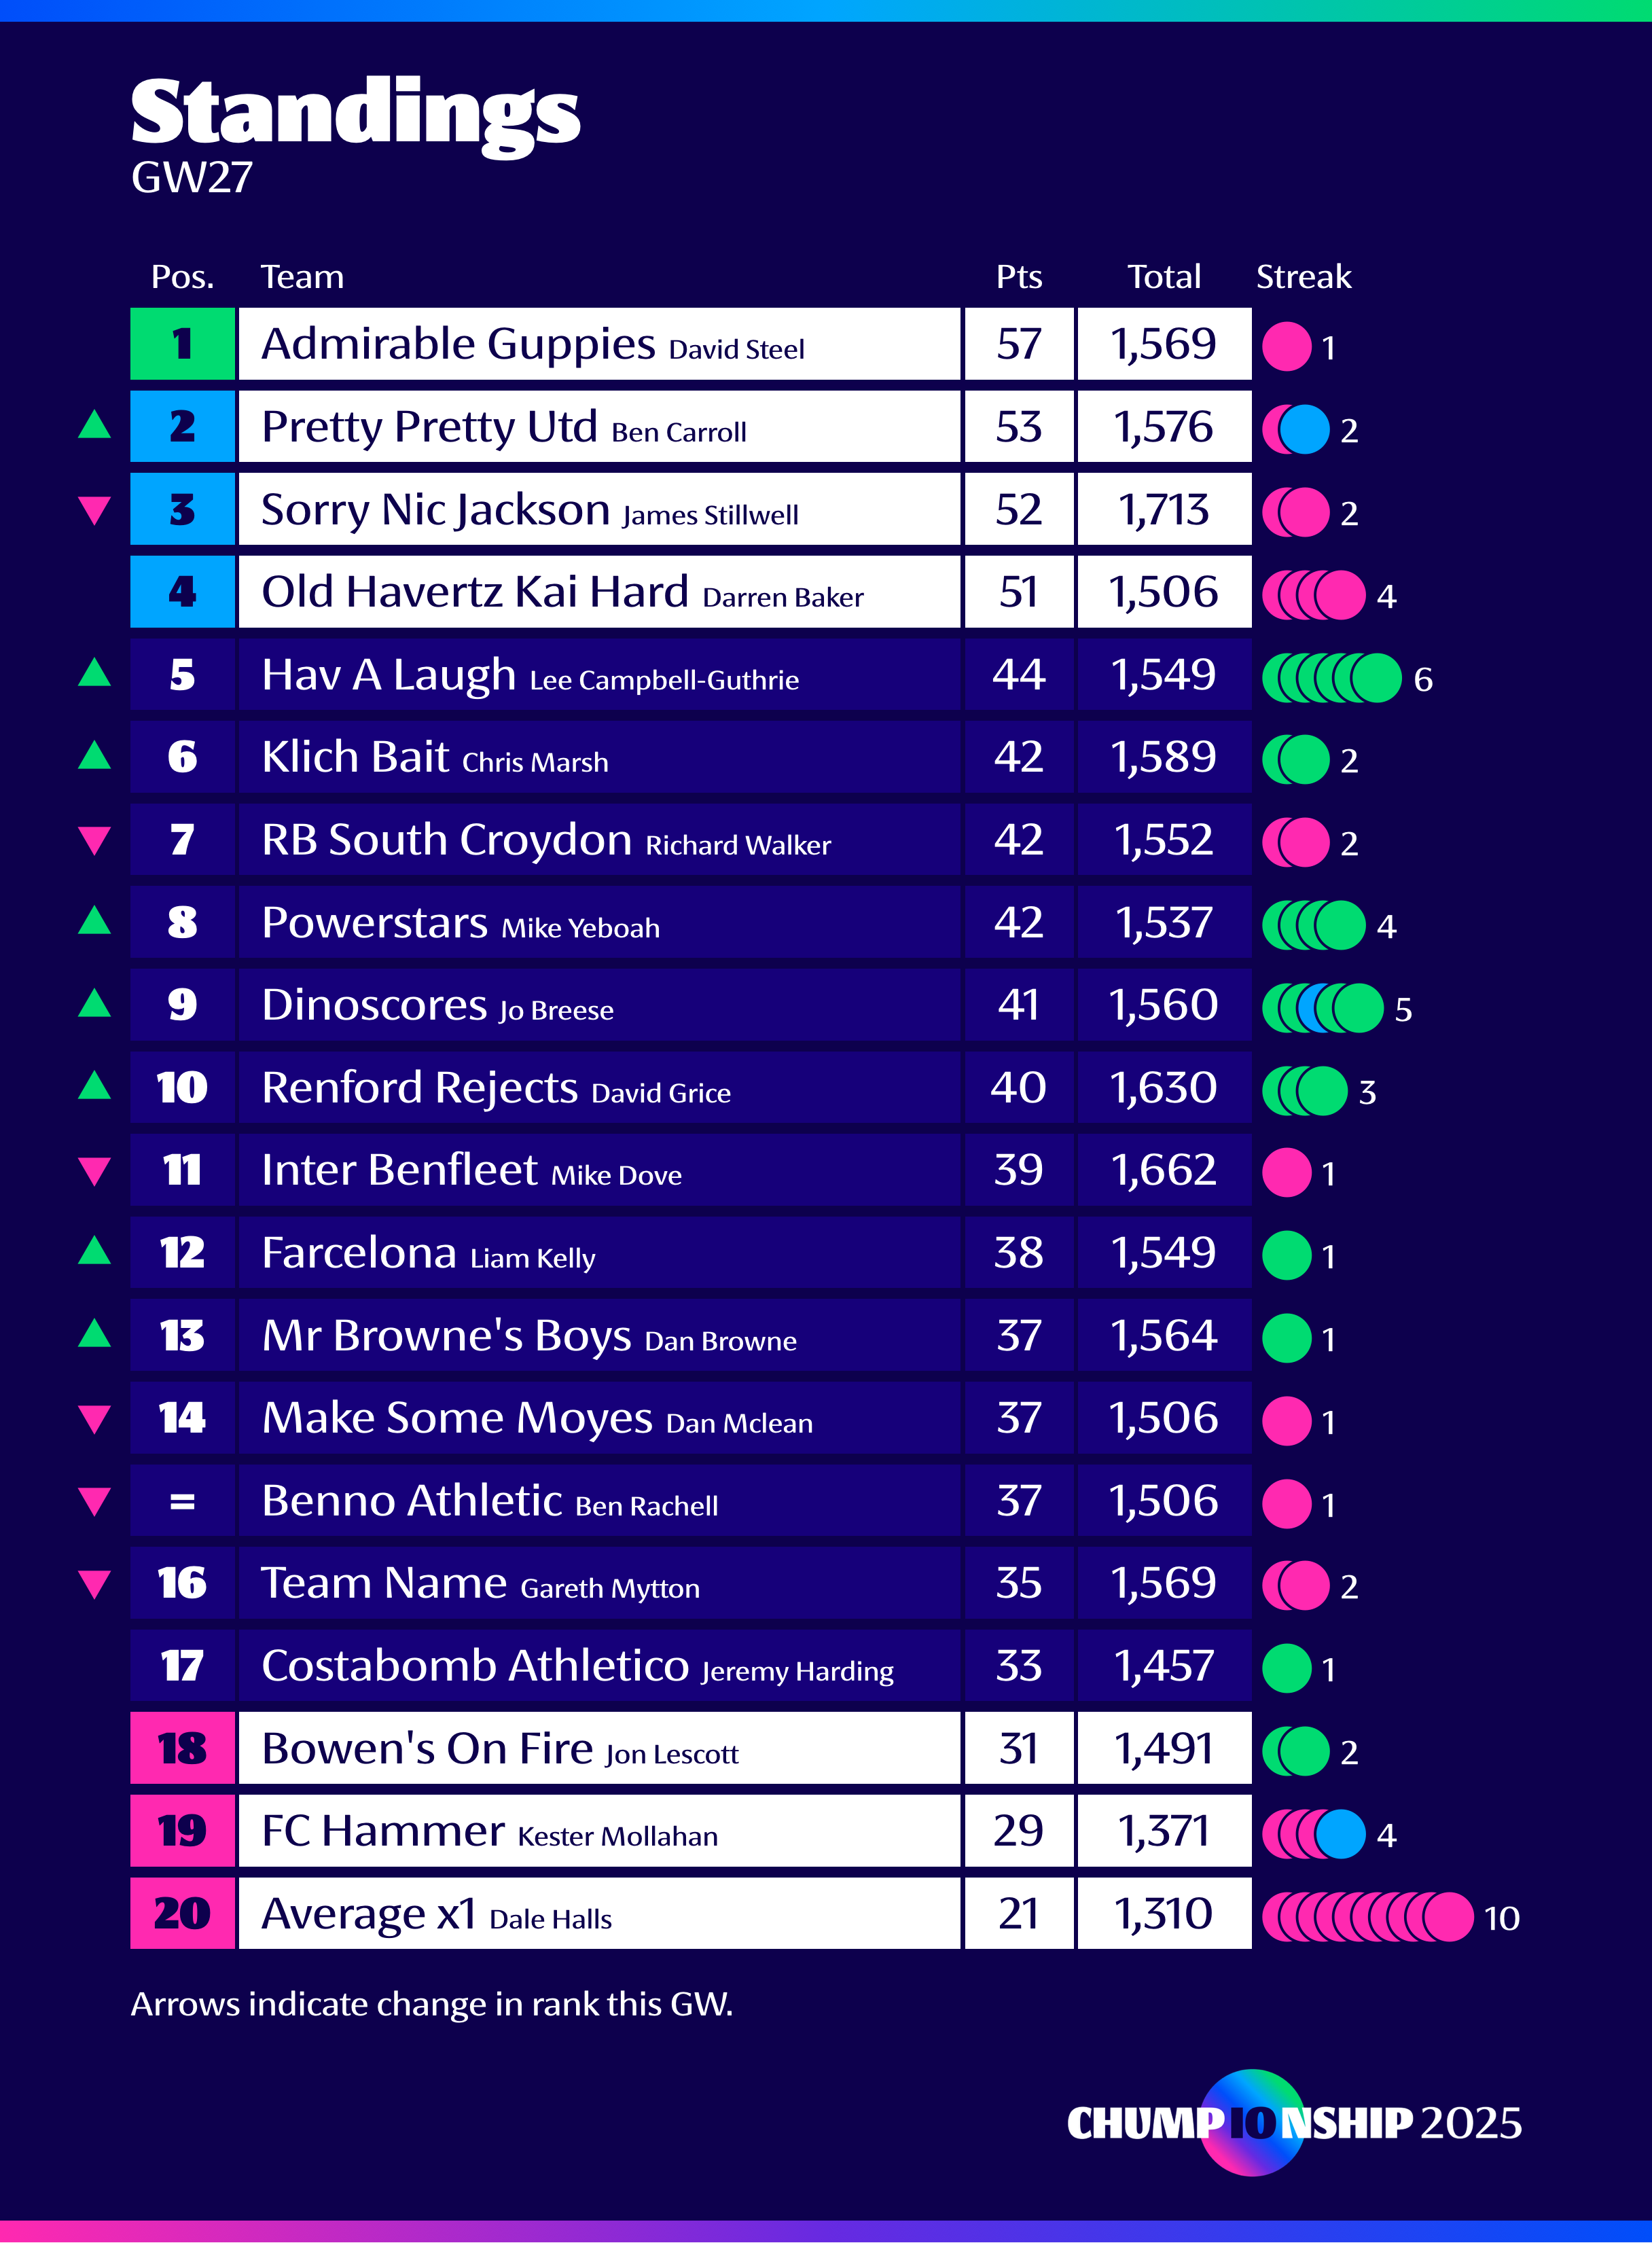 Standings
GW27
Pos. Team Pts Total Streak
1 Admirable Guppies David Steel 57 1,569 1
2 Pretty Pretty Utd Ben Carroll 53 1,576 2
3 Sorry Nic Jackson James Stillwell 52 1,713 2
4 Old Havertz Kai Hard Darren Baker 51 1,506 4
5 Hav A Laugh Lee Campbell-Guthrie 44 1,549 6
6 Klich Bait Chris Marsh 42 1,589 2
7 RB South Croydon Richard Walker 42 1,552 2
8 Powerstars Mike Yeboah 42 1,537 4
9 Dinoscores Jo Breese 41 1,560 5
10 Renford Rejects David Grice 40 1,630 3
11 Inter Benfleet Mike Dove 39 1,662 1
12 Farcelona Liam Kelly 38 1,549 1
13 Mr Browne's Boys Dan Browne 37 1,564 1
14 Make Some Moyes Dan Mclean 37 1,506 1
= Benno Athletic Ben Rachell 37 1,506 1
16 Team Name Gareth Mytton 35 1,569 2
17 Costabomb Athletico Jeremy Harding 33 1,457 1
18 Bowen's On Fire Jon Lescott 31 1,491 2
19 FC Hammer Kester Mollahan 29 1,371 4
20 Average x1 Dale Halls 21 1,310 10
Arrows indicate change in rank this GW.
CHUMPIONSHIP 2025